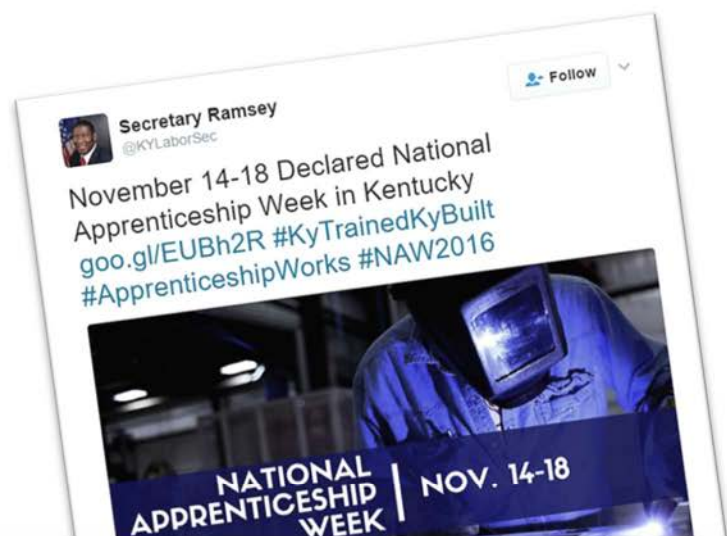 Secretary Ramsey
@KYLaborSec
Follow
November 14-18 Declared National
Apprenticeship Week in Kentucky
goo.gl/EUBh2R #KyTrainedKyBuilt
#ApprenticeshipWorks #NAW2016
NATIONAL
APPRENTICESHIP
WEEK
NOV. 14-18